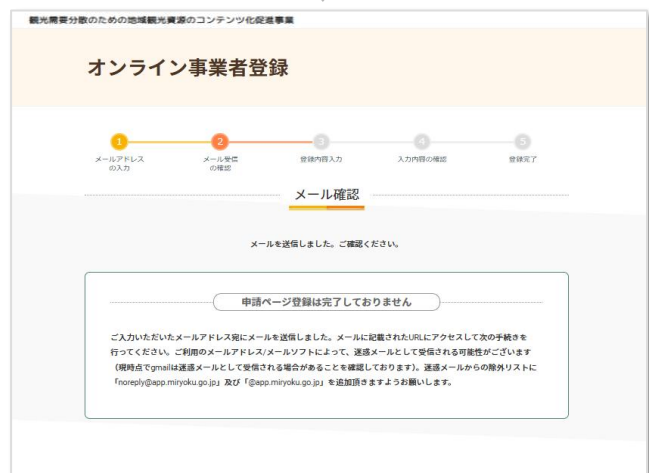 観光需要分散のための地域観光資源のコンテンツ化促進事業
オンライン事業者登録
1 2 3 4 5
メールアドレス メール受信 登録内容入力 入力内容の確認 登録完了
の入力 の確認
メール確認
メールを送信しました。ご確認ください。
申請ページ登録は完了しておりません
ご入力いただいたメールアドレス宛にメールを送信しました。メールに記載されたURLにアクセスして次の手続きを
行ってください。ご利用のメールアドレス/メールソフトによって、迷惑メールとして受信される可能性がございます
(現時点でgmailは迷惑メールとして受信される場合があることを確認しております)。迷惑メールからの除外リストに
「noreply@app.miryoku.go.jp」及び「@app.miryoku.go.jp」を追加頂きますようお願いします。